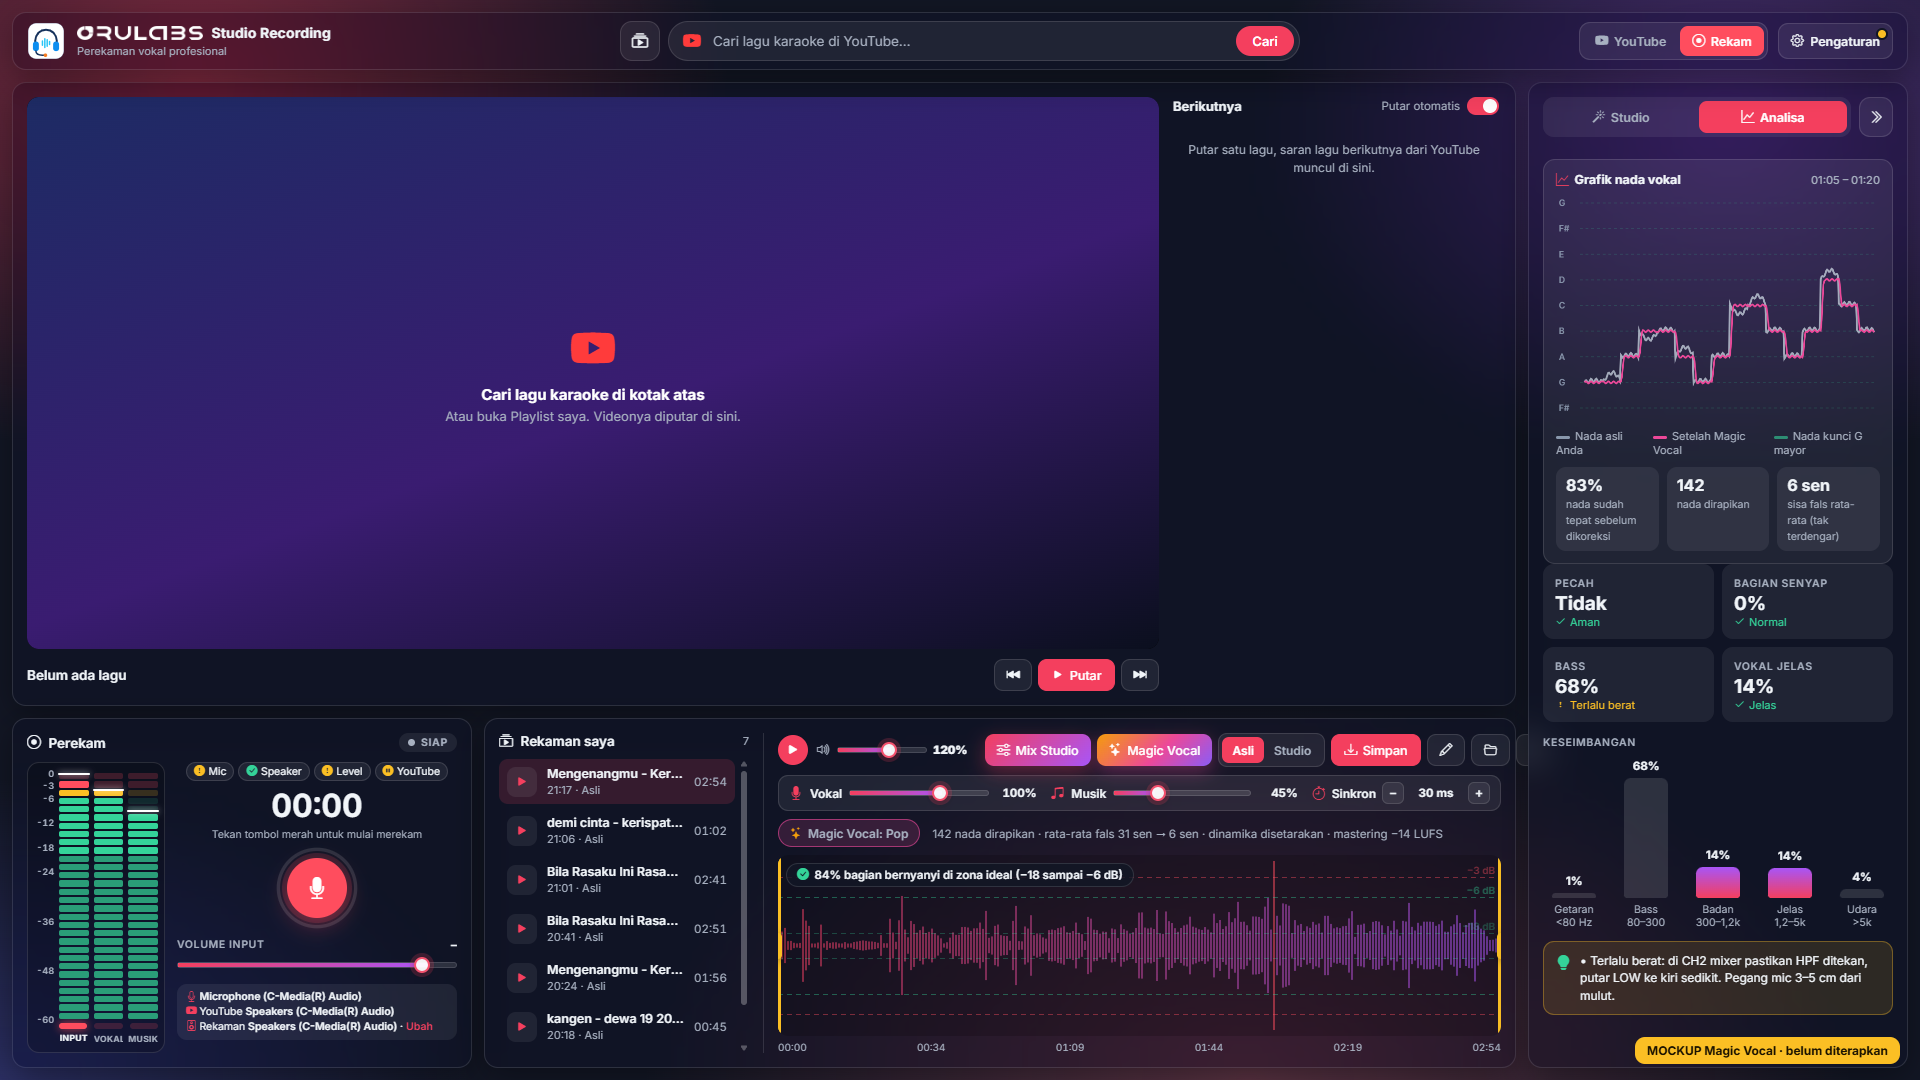 ORULABS Studio Recording
Perekaman vokal profesional
Cari lagu karaoke di YouTube...
Cari
YouTube
Rekam
Pengaturan
Cari lagu karaoke di kotak atas
Atau buka Playlist saya. Videonya diputar di sini.
Belum ada lagu
Putar
Berikutnya
Putar otomatis
Putar satu lagu, saran lagu berikutnya dari YouTube
muncul di sini.
Studio
Analisa
Grafik nada vokal
01:05 – 01:20
G
F#
E
D
C
B
A
G
F#
Nada asli
Anda
Setelah Magic
Vocal
Nada kunci G
mayor
83%
nada sudah
tepat sebelum
dikoreksi
142
nada dirapikan
6 sen
sisa fals rata-
rata (tak
terdengar)
PECAH
Tidak
Aman
BAGIAN SENYAP
0%
Normal
BASS
68%
! Terlalu berat
VOKAL JELAS
14%
Jelas
KESEIMBANGAN
1%
68%
14%
14%
4%
Getaran
<80 Hz
Bass
80–300
Badan
300–1,2k
Jelas
1,2–5k
Udara
>5k
• Terlalu berat: di CH2 mixer pastikan HPF ditekan,
putar LOW ke kiri sedikit. Pegang mic 3–5 cm dari
mulut.
MOCKUP Magic Vocal · belum diterapkan
Perekam
SIAP
0
-3
-6
-12
-18
-24
-36
-48
-60
INPUT
VOKAL
MUSIK
Mic
Speaker
Level
YouTube
00:00
Tekan tombol merah untuk mulai merekam
VOLUME INPUT
–
Microphone (C-Media(R) Audio)
YouTube Speakers (C-Media(R) Audio)
Rekaman Speakers (C-Media(R) Audio) · Ubah
Rekaman saya
7
Mengenangmu - Ker...
21:17 · Asli
02:54
demi cinta - kerispat...
21:06 · Asli
01:02
Bila Rasaku Ini Rasa...
21:01 · Asli
02:41
Bila Rasaku Ini Rasa...
20:41 · Asli
02:51
Mengenangmu - Ker...
20:24 · Asli
01:56
kangen - dewa 19 20...
20:18 · Asli
00:45
120%
Mix Studio
Magic Vocal
Asli
Studio
Simpan
Vokal
100%
Musik
45%
Sinkron
−
30 ms
+
Magic Vocal: Pop
142 nada dirapikan · rata-rata fals 31 sen → 6 sen · dinamika disetarakan · mastering −14 LUFS
84% bagian bernyanyi di zona ideal (−18 sampai −6 dB)
−3 dB
−6 dB
00:00
00:34
01:09
01:44
02:19
02:54